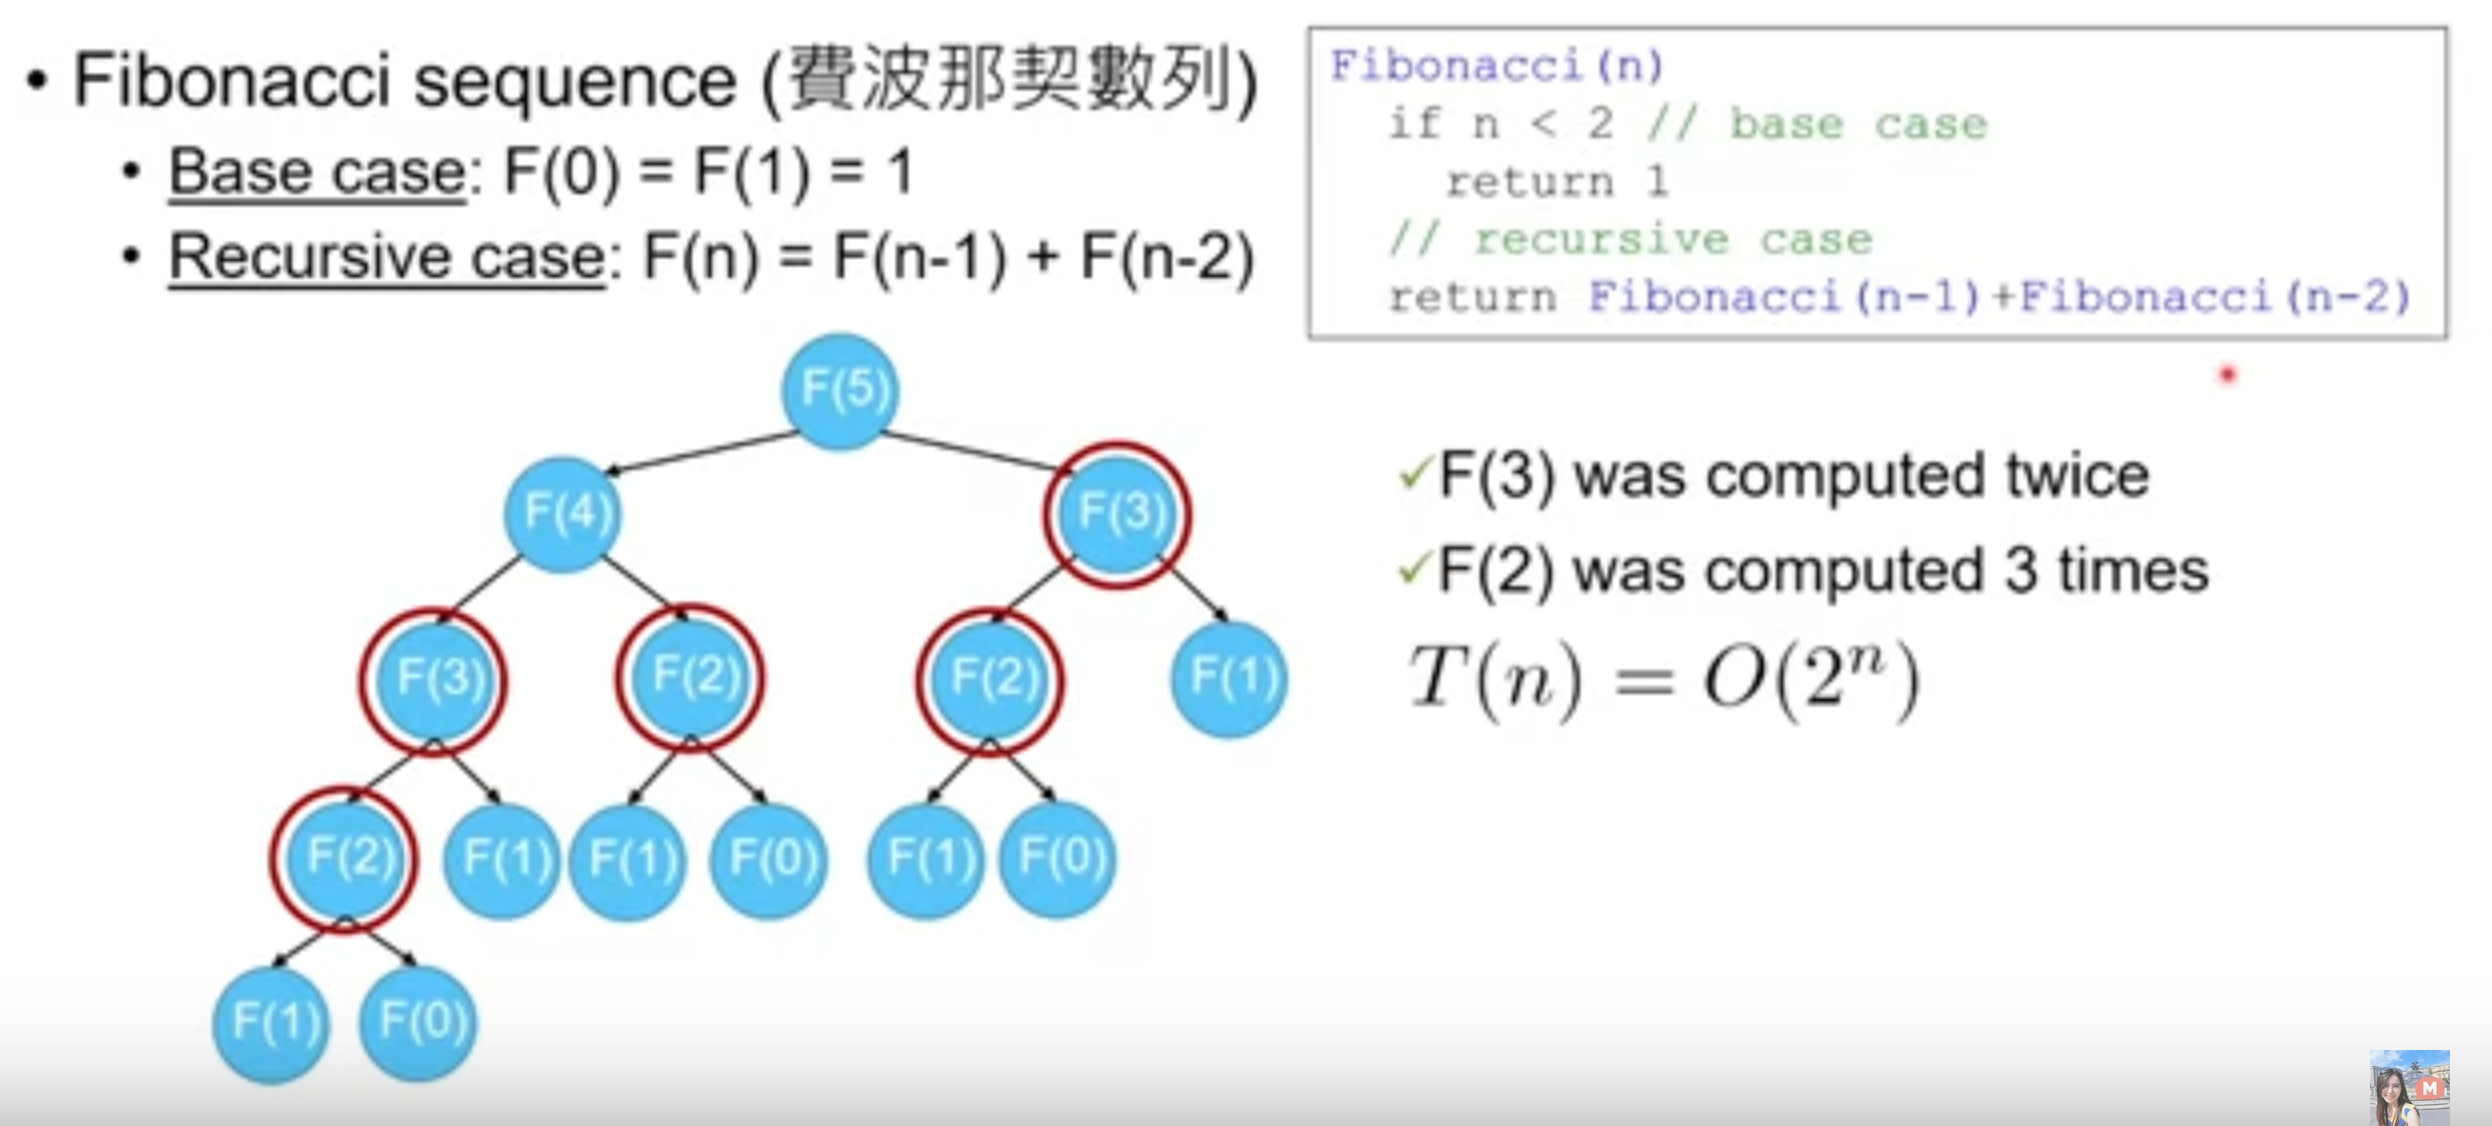 • Fibonacci sequence (費波那契數列)
• Base case: F(0) = F(1) = 1
• Recursive case: F(n) = F(n-1) + F(n-2)
Fibonacci(n)
if n < 2 // base case
return 1
// recursive case
return Fibonacci(n-1)+Fibonacci(n-2)
F(5)
F(4) F(3)
F(3) F(2) F(2) F(1)
F(2) F(1) F(1) F(0) F(1) F(0)
F(1) F(0)
✓F(3) was computed twice
✓F(2) was computed 3 times
T(n) = O(2ⁿ)
M